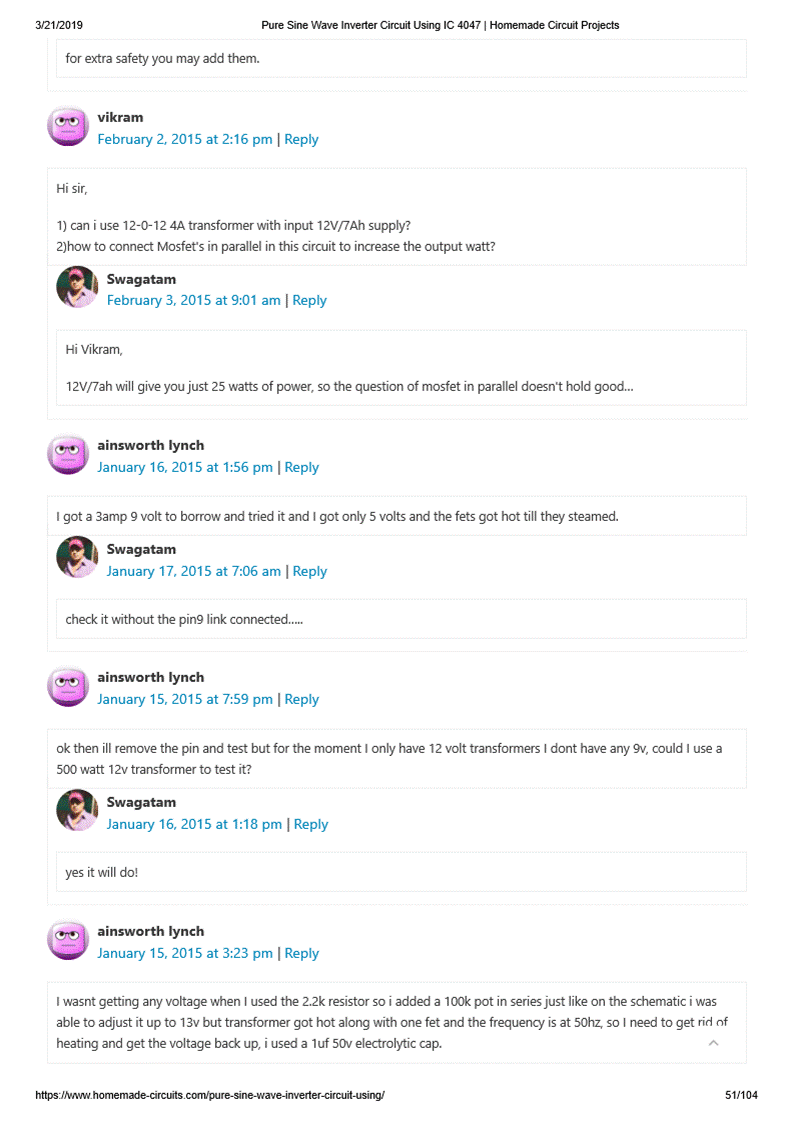 3/21/2019
Pure Sine Wave Inverter Circuit Using IC 4047 | Homemade Circuit Projects
for extra safety you may add them.
vikram
February 2, 2015 at 2:16 pm | Reply
Hi sir,
1) can i use 12-0-12 4A transformer with input 12V/7Ah supply?
2)how to connect Mosfet's in parallel in this circuit to increase the output watt?
Swagatam
February 3, 2015 at 9:01 am | Reply
Hi Vikram,
12V/7ah will give you just 25 watts of power, so the question of mosfet in parallel doesn't hold good...
ainsworth lynch
January 16, 2015 at 1:56 pm | Reply
I got a 3amp 9 volt to borrow and tried it and I got only 5 volts and the fets got hot till they steamed.
Swagatam
January 17, 2015 at 7:06 am | Reply
check it without the pin9 link connected.....
ainsworth lynch
January 15, 2015 at 7:59 pm | Reply
ok then ill remove the pin and test but for the moment I only have 12 volt transformers I dont have any 9v, could I use a
500 watt 12v transformer to test it?
Swagatam
January 16, 2015 at 1:18 pm | Reply
yes it will do!
ainsworth lynch
January 15, 2015 at 3:23 pm | Reply
I wasnt getting any voltage when I used the 2.2k resistor so i added a 100k pot in series just like on the schematic i was
able to adjust it up to 13v but transformer got hot along with one fet and the frequency is at 50hz, so I need to get rid of
heating and get the voltage back up, i used a 1uf 50v electrolytic cap.
https://www.homemade-circuits.com/pure-sine-wave-inverter-circuit-using/
51/104